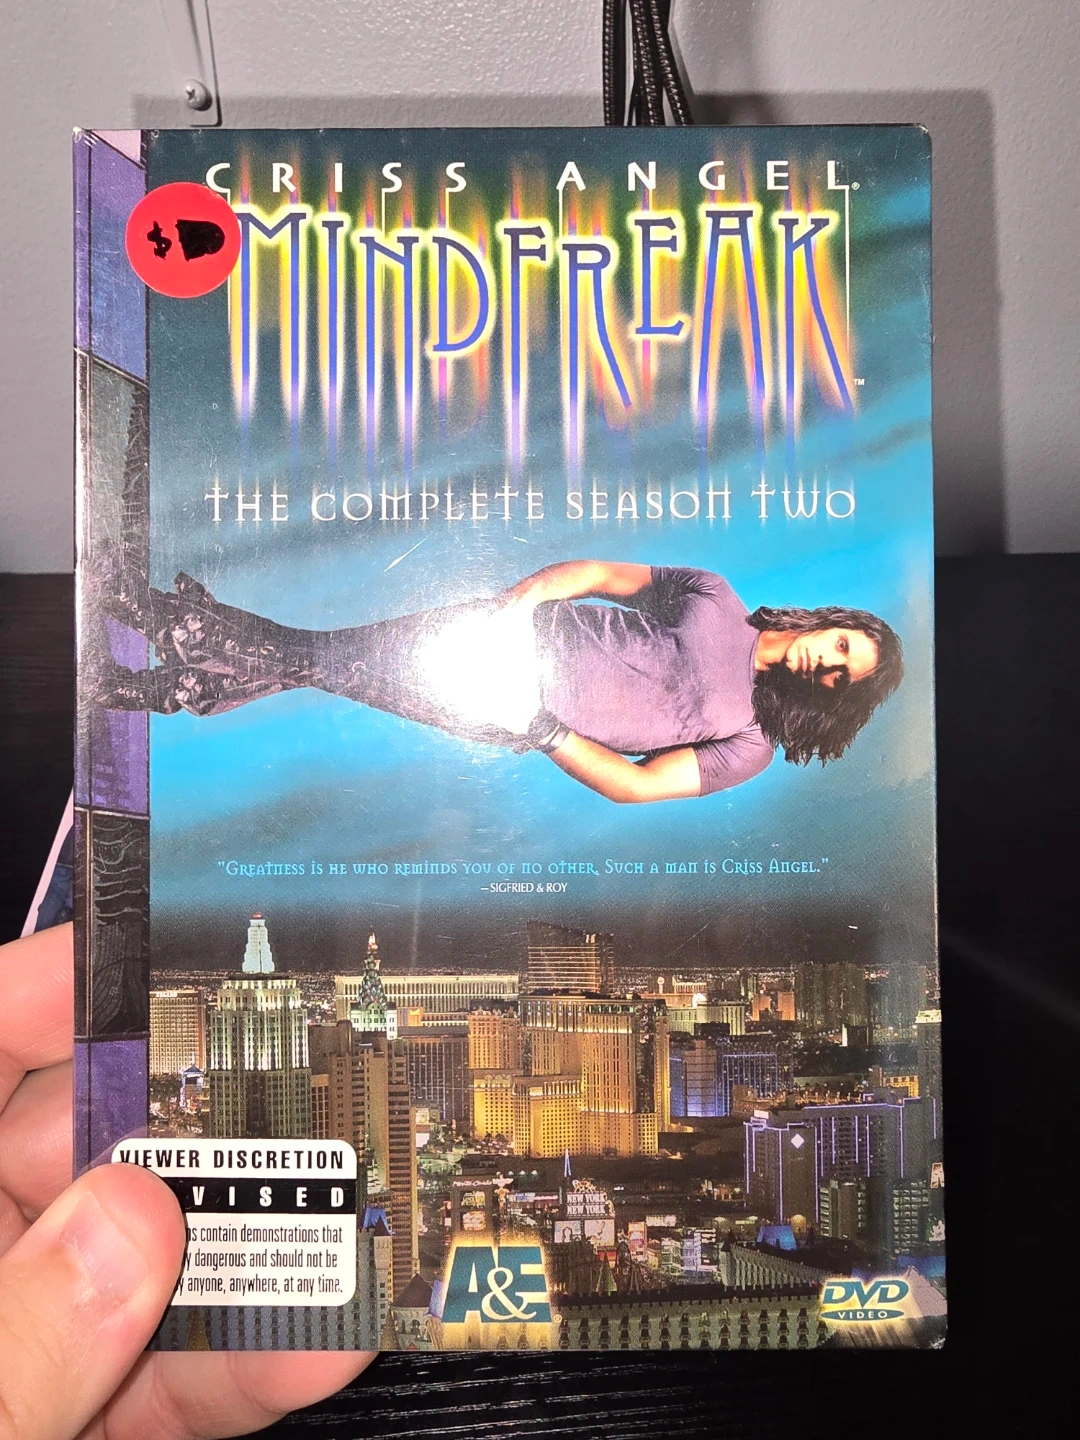 CRISS ANGEL®
$
MINDFREAK™
THE COMPLETE SEASON TWO
"GREATNESS IS HE WHO REMINDS YOU OF NO OTHER. SUCH A MAN IS CRISS ANGEL."
—SIGFRIED & ROY
VIEWER DISCRETION
VISED
contain demonstrations that
dangerous and should not be
anyone, anywhere, at any time.
NEW YORK
NEW YORK
A&E®
DVD
VIDEO